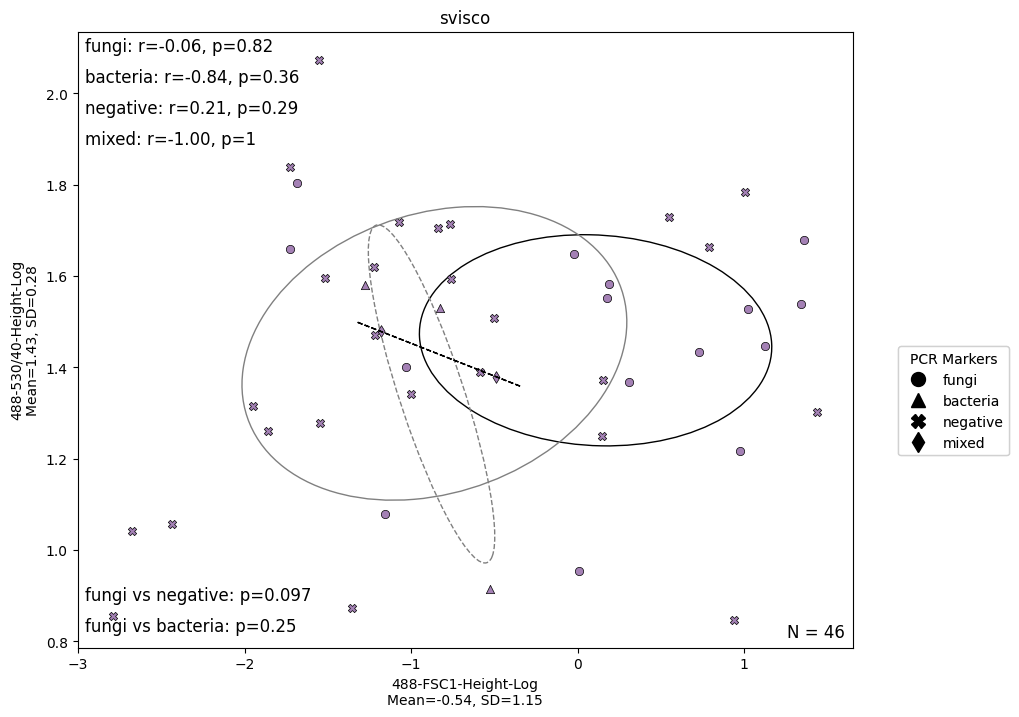 svisco
fungi: r=-0.06, p=0.82
bacteria: r=-0.84, p=0.36
negative: r=0.21, p=0.29
mixed: r=-1.00, p=1
2.0
1.8
1.6
1.4
1.2
1.0
0.8
488-530/40-Height-Log
Mean=1.43, SD=0.28
PCR Markers
fungi
bacteria
negative
mixed
fungi vs negative: p=0.097
fungi vs bacteria: p=0.25
N = 46
−3
−2
−1
0
1
488-FSC1-Height-Log
Mean=-0.54, SD=1.15